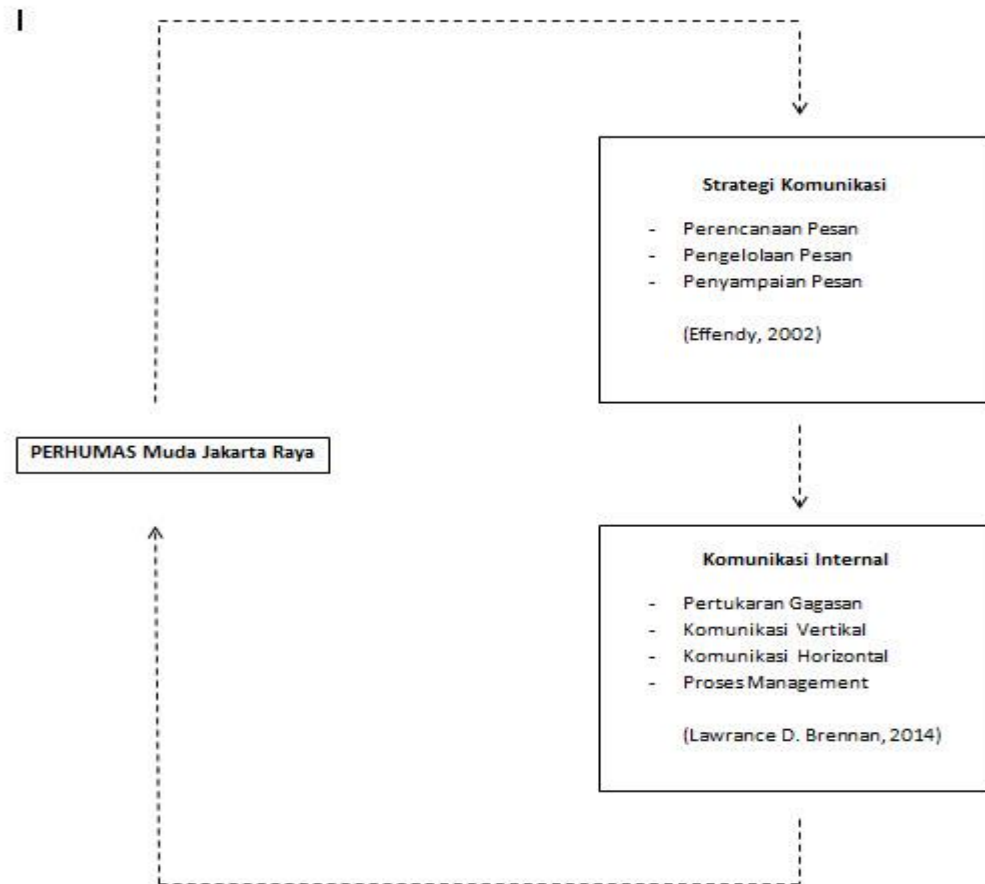 I
Strategi Komunikasi
- Perencanaan Pesan
- Pengelolaan Pesan
- Penyampaian Pesan
(Effendy, 2002)
PERHUMAS Muda Jakarta Raya
Komunikasi Internal
- Pertukaran Gagasan
- Komunikasi Vertikal
- Komunikasi Horizontal
- Proses Management
(Lawrance D. Brennan, 2014)